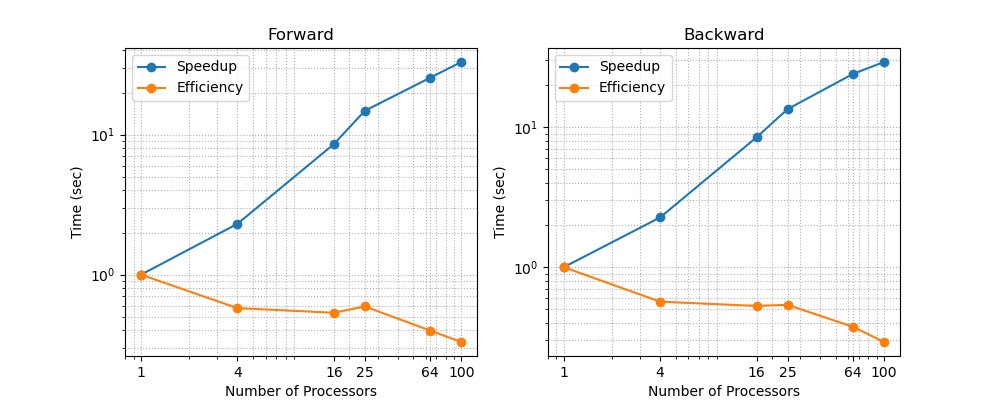 Forward
Speedup
Efficiency
Time (sec)
10¹
10⁰
1 4 16 25 64 100
Number of Processors
Backward
Speedup
Efficiency
Time (sec)
10¹
10⁰
1 4 16 25 64 100
Number of Processors